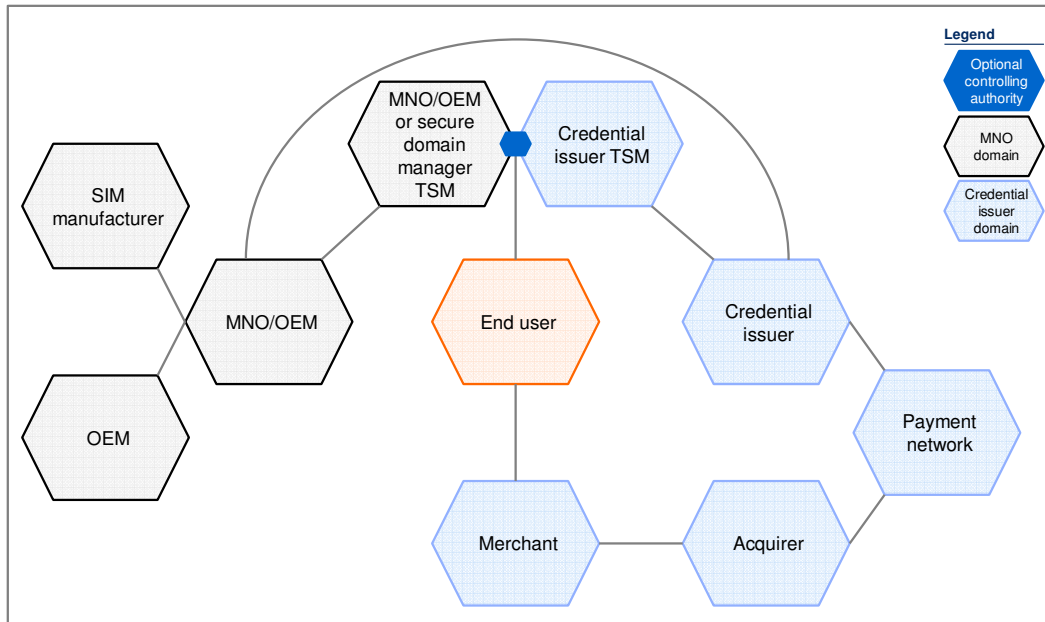 Legend
Optional
controlling
authority
MNO
domain
Credential
issuer
domain
MNO/OEM
or secure
domain
manager
TSM
Credential
issuer TSM
SIM
manufacturer
MNO/OEM
End user
Credential
issuer
OEM
Payment
network
Merchant
Acquirer